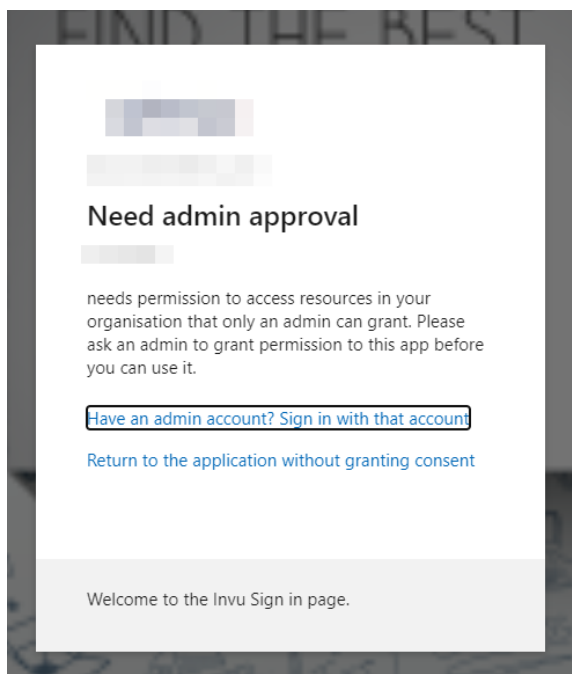 FIND THE BEST
Need admin approval
needs permission to access resources in your
organisation that only an admin can grant. Please
ask an admin to grant permission to this app before
you can use it.
Have an admin account? Sign in with that account
Return to the application without granting consent
Welcome to the Invu Sign in page.